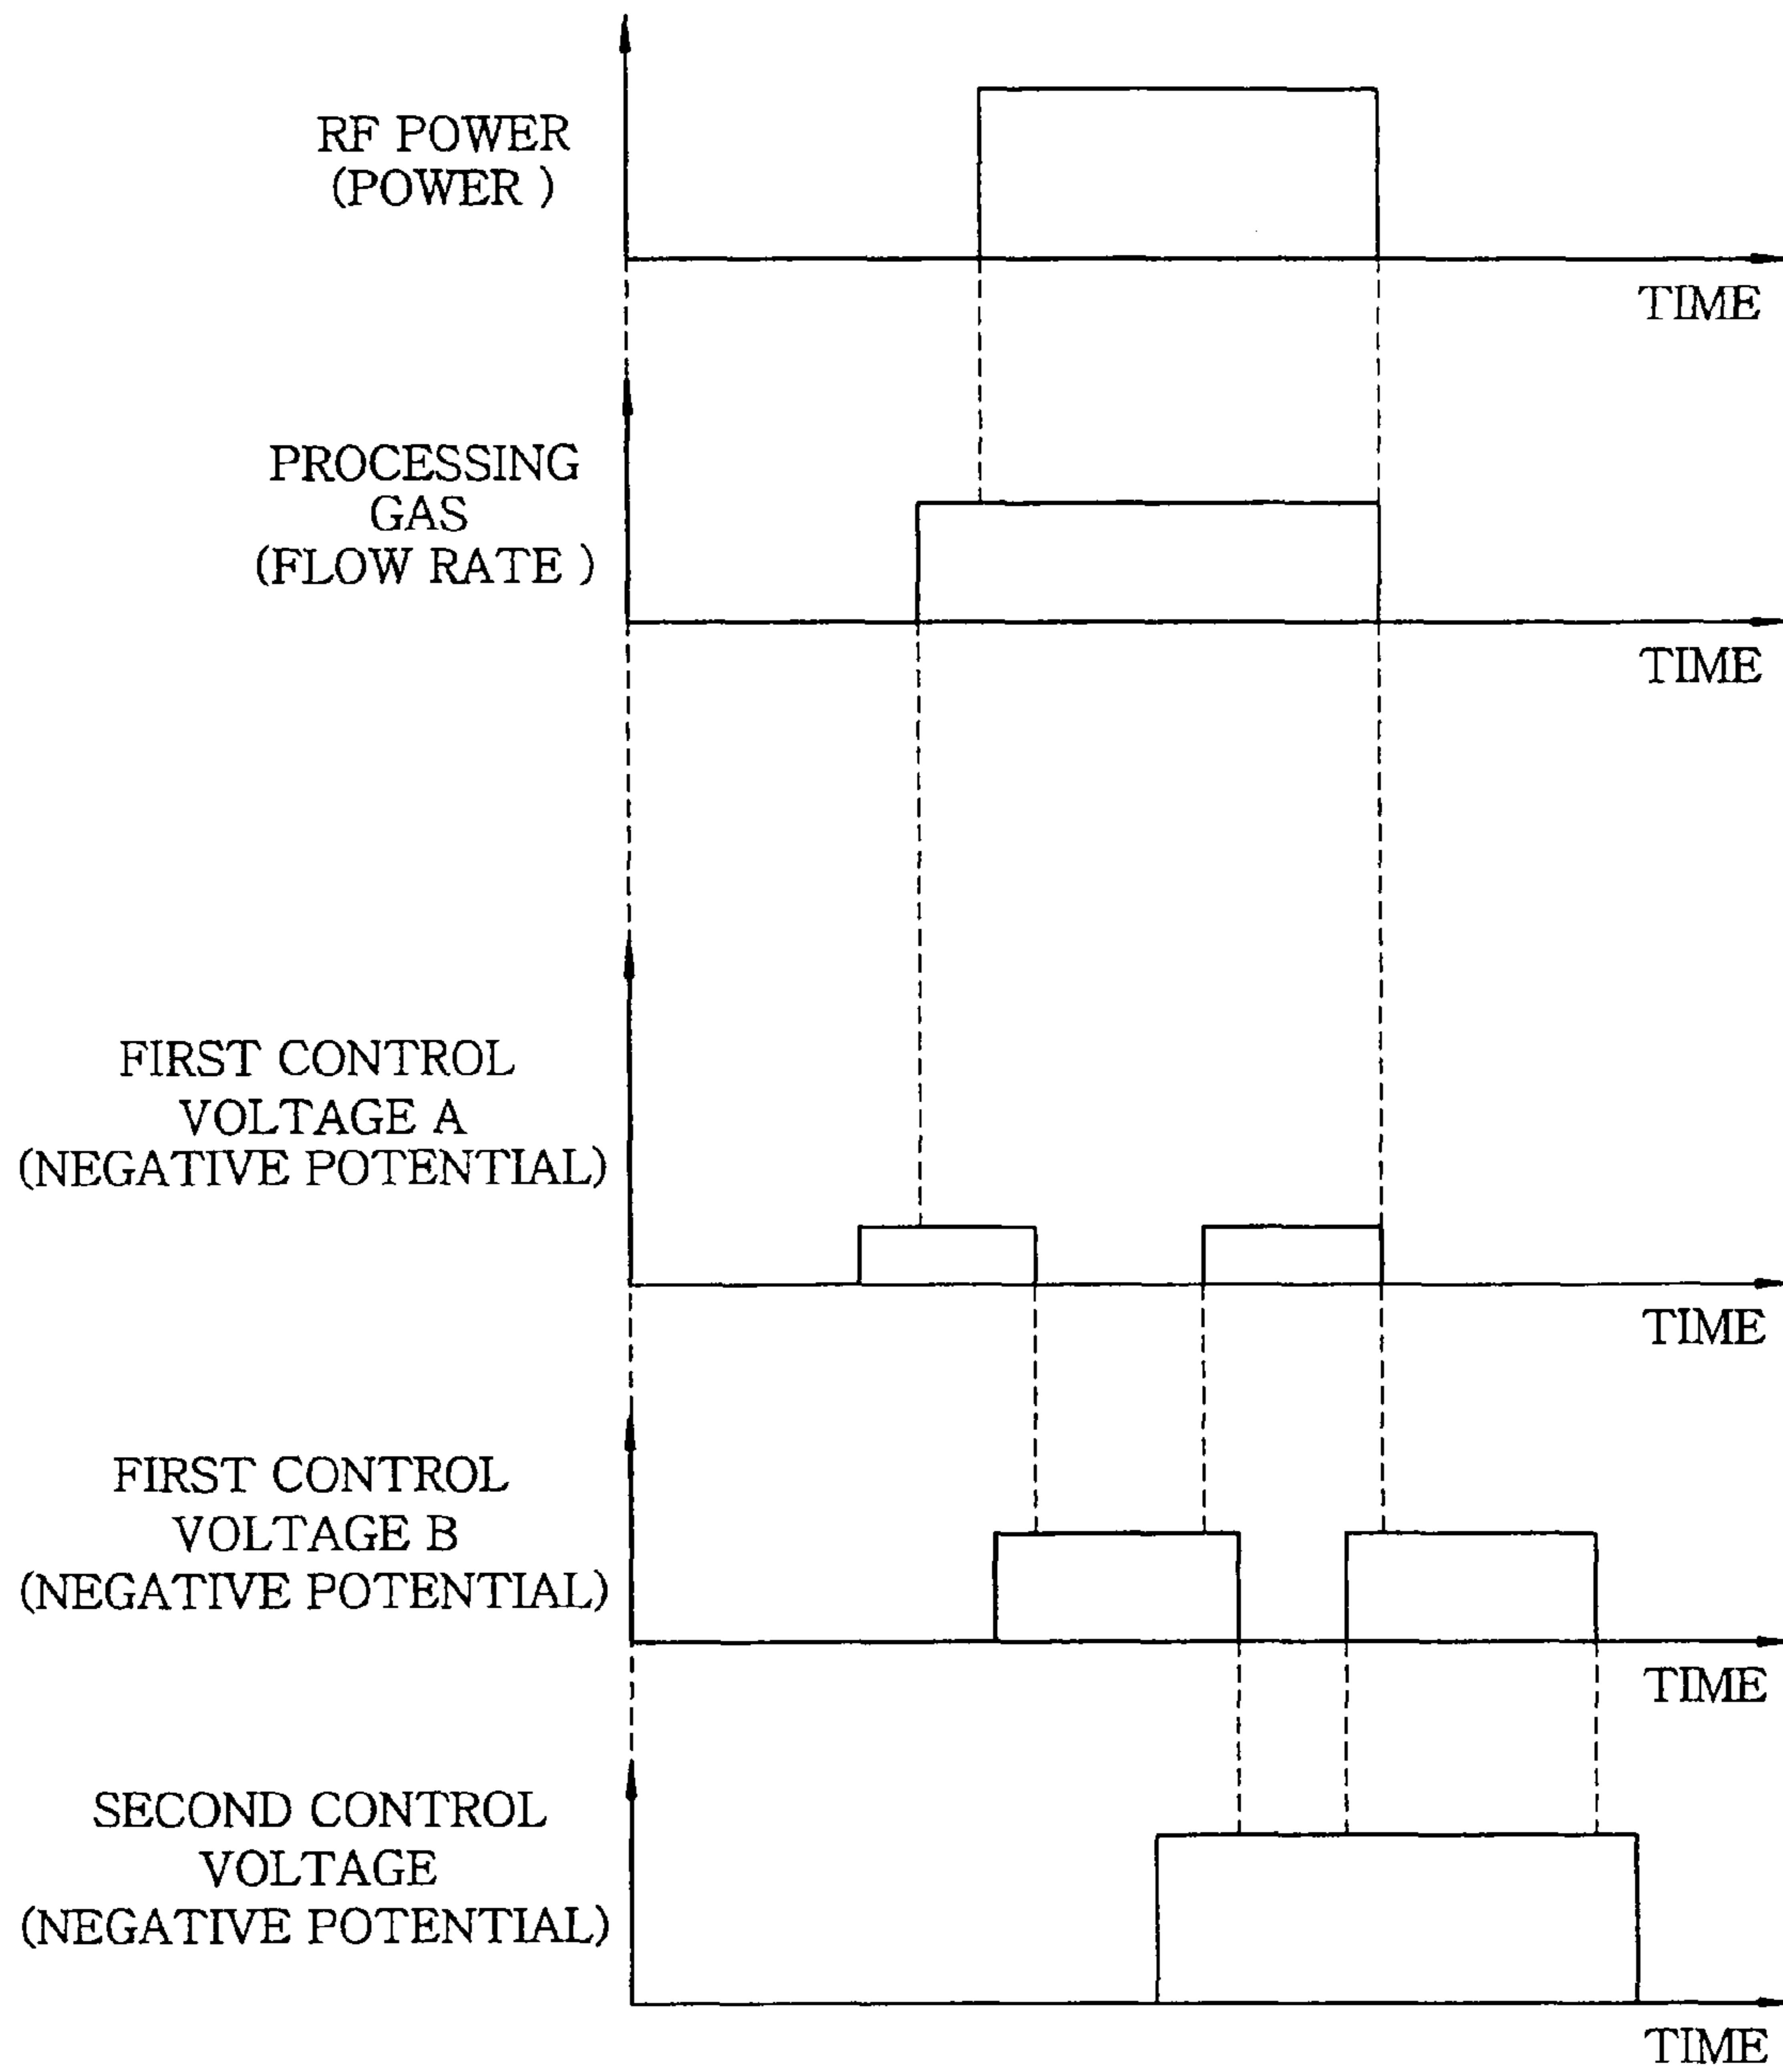 RF POWER
(POWER )
TIME
PROCESSING
GAS
(FLOW RATE )
TIME
FIRST CONTROL
VOLTAGE A
(NEGATIVE POTENTIAL)
TIME
FIRST CONTROL
VOLTAGE B
(NEGATIVE POTENTIAL)
TIME
SECOND CONTROL
VOLTAGE
(NEGATIVE POTENTIAL)
TIME